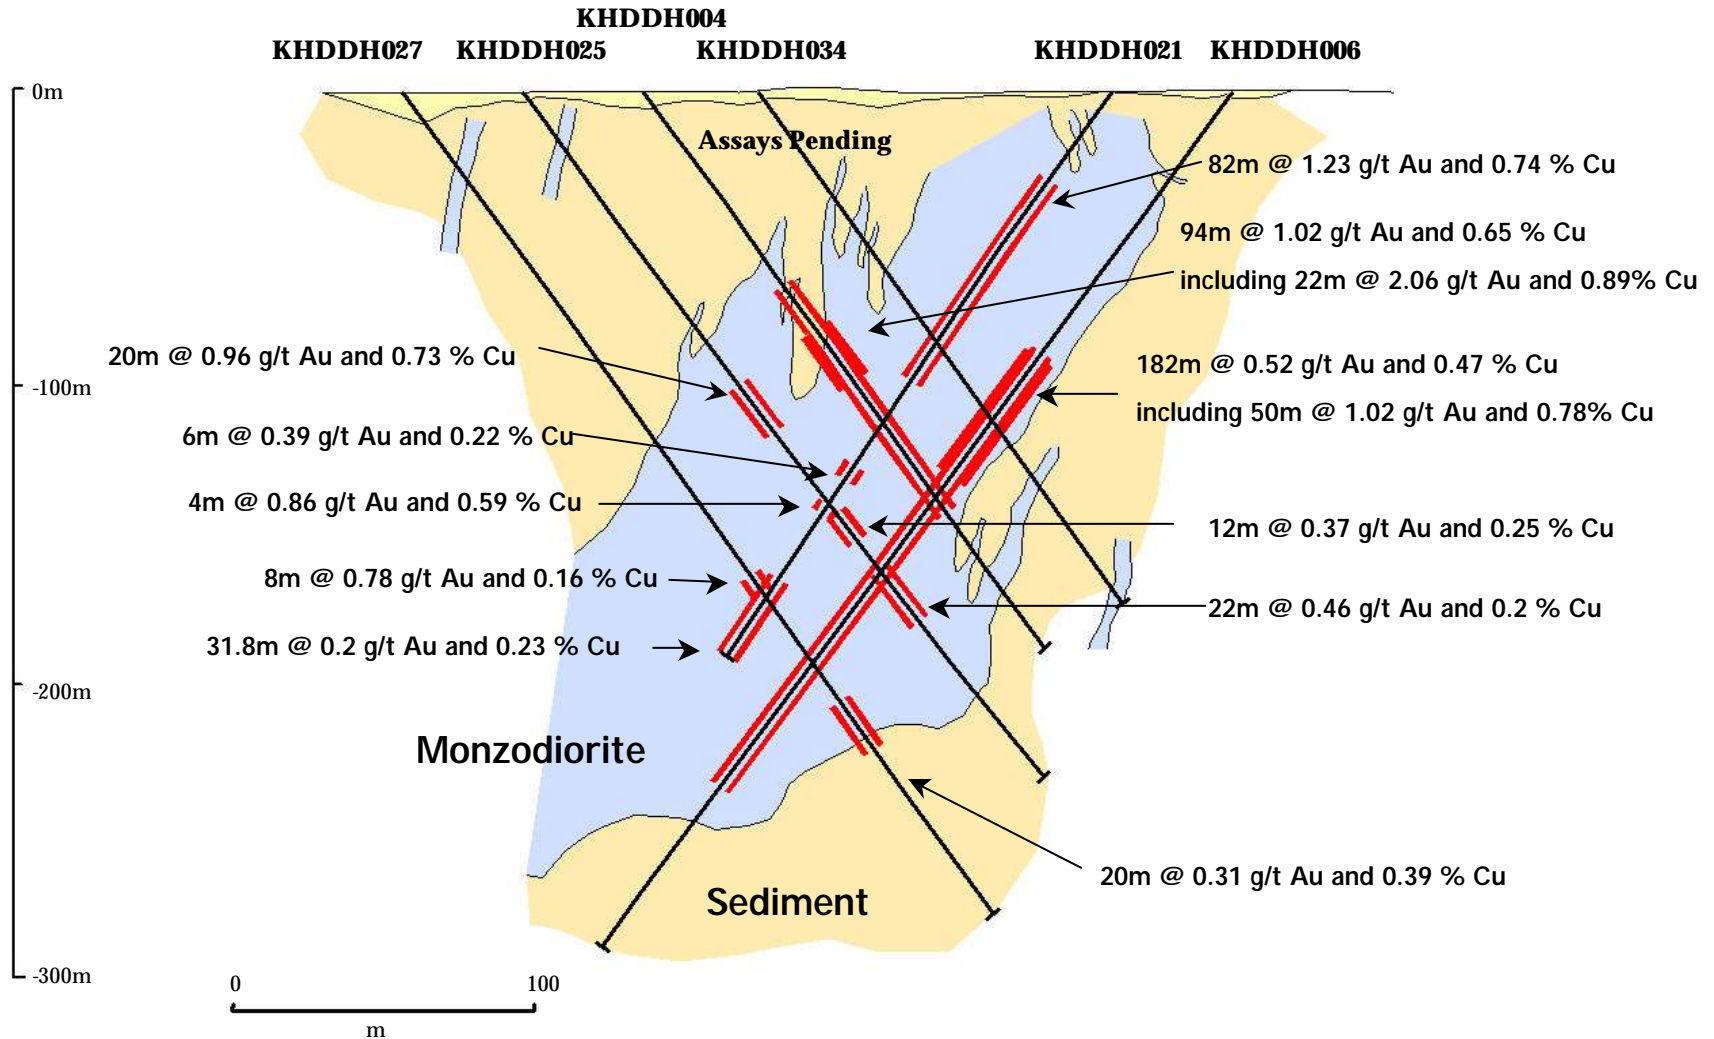 KHDDH004
KHDDH027 KHDDH025 KHDDH034 KHDDH021 KHDDH006
0m
Assays Pending
82m @ 1.23 g/t Au and 0.74 % Cu
94m @ 1.02 g/t Au and 0.65 % Cu
including 22m @ 2.06 g/t Au and 0.89% Cu
20m @ 0.96 g/t Au and 0.73 % Cu
182m @ 0.52 g/t Au and 0.47 % Cu
-100m
including 50m @ 1.02 g/t Au and 0.78% Cu
6m @ 0.39 g/t Au and 0.22 % Cu
4m @ 0.86 g/t Au and 0.59 % Cu
12m @ 0.37 g/t Au and 0.25 % Cu
8m @ 0.78 g/t Au and 0.16 % Cu
22m @ 0.46 g/t Au and 0.2 % Cu
31.8m @ 0.2 g/t Au and 0.23 % Cu
-200m
Monzodiorite
20m @ 0.31 g/t Au and 0.39 % Cu
Sediment
-300m
0 100
m